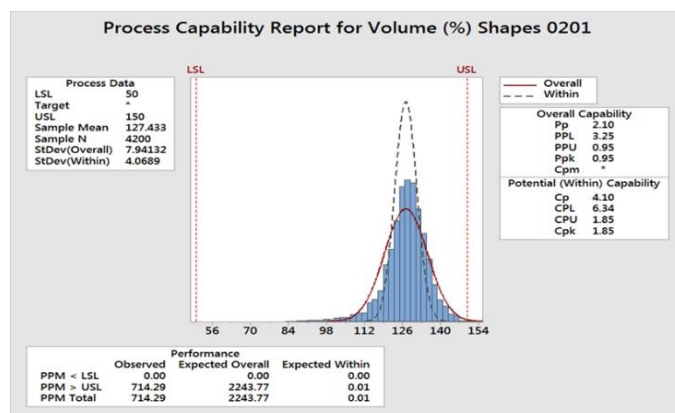 Process Capability Report for Volume (%) Shapes 0201
LSL USL
Process Data
LSL 50
Target *
USL 150
Sample Mean 127.433
Sample N 4200
StDev(Overall) 7.94132
StDev(Within) 4.0689
Overall
Within
Overall Capability
Pp 2.10
PPL 3.25
PPU 0.95
Ppk 0.95
Cpm *
Potential (Within) Capability
Cp 4.10
CPL 6.34
CPU 1.85
Cpk 1.85
56 70 84 98 112 126 140 154
Performance
Observed Expected Overall Expected Within
PPM < LSL 0.00 0.00 0.00
PPM > USL 714.29 2243.77 0.01
PPM Total 714.29 2243.77 0.01